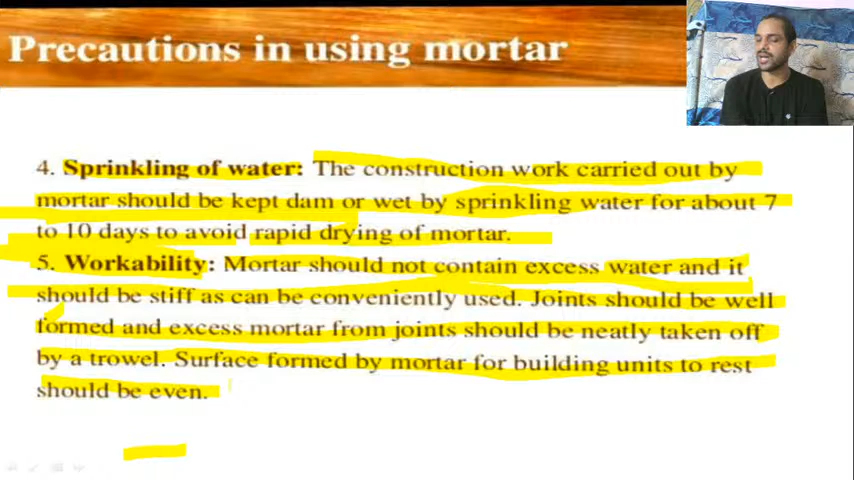 Precautions in using mortar
4. Sprinkling of water: The construction work carried out by
mortar should be kept dam or wet by sprinkling water for about 7
to 10 days to avoid rapid drying of mortar.
5. Workability: Mortar should not contain excess water and it
should be stiff as can be conveniently used. Joints should be well
formed and excess mortar from joints should be neatly taken off
by a trowel. Surface formed by mortar for building units to rest
should be even.